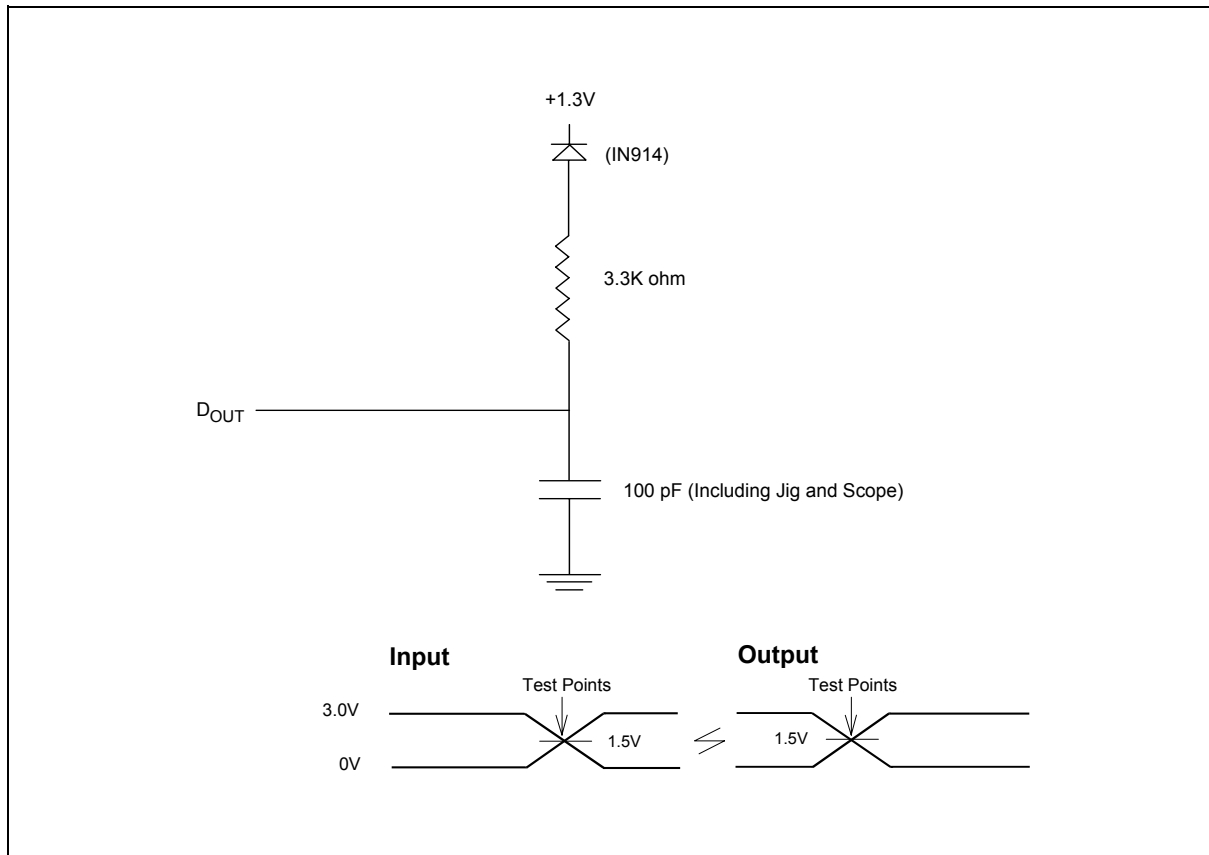 +1.3V
(IN914)
3.3K ohm
DOUT
100 pF (Including Jig and Scope)
Input
Output
Test Points
Test Points
3.0V
1.5V
1.5V
0V